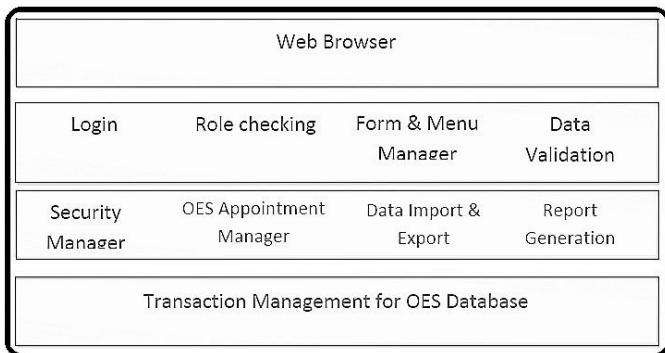 Web Browser
Login Role checking Form & Menu Data
Manager Validation
Security OES Appointment Data Import & Report
Manager Manager Export Generation
Transaction Management for OES Database